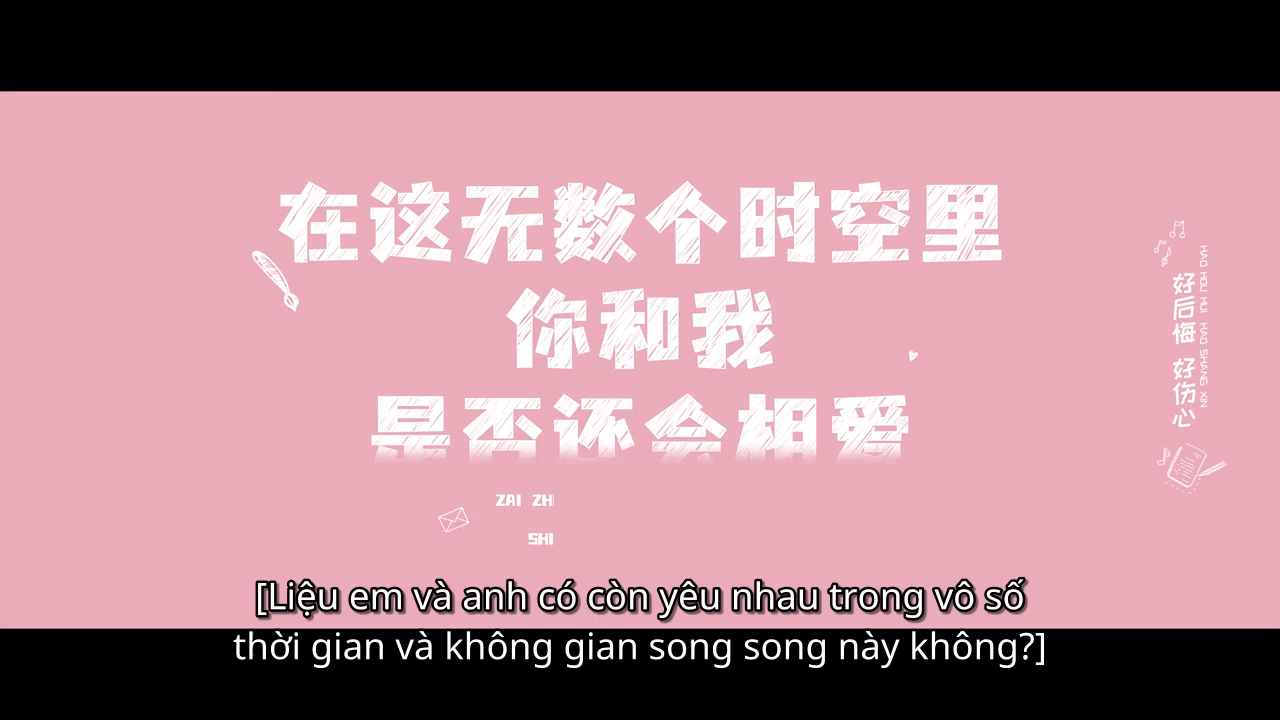 在这无数个时空里
你和我
是否还会相爱
ZAI ZH
SHI
好后悔 好伤心
HAO HOU HUI HAO SHANG XIN
[Liệu em và anh có còn yêu nhau trong vô số
thời gian và không gian song song này không?]